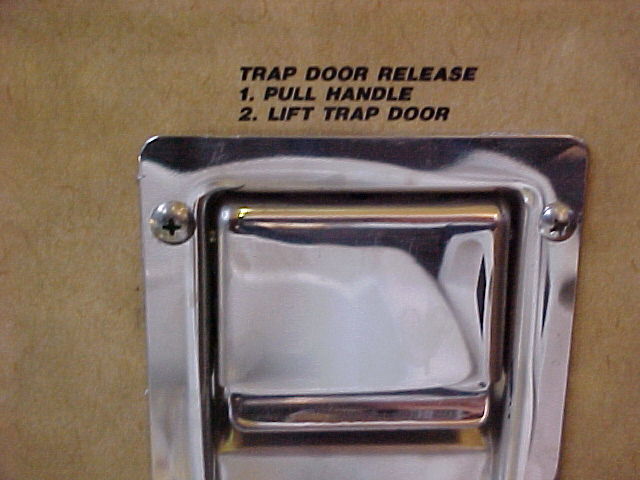 TRAP DOOR RELEASE
1. PULL HANDLE
2. LIFT TRAP DOOR